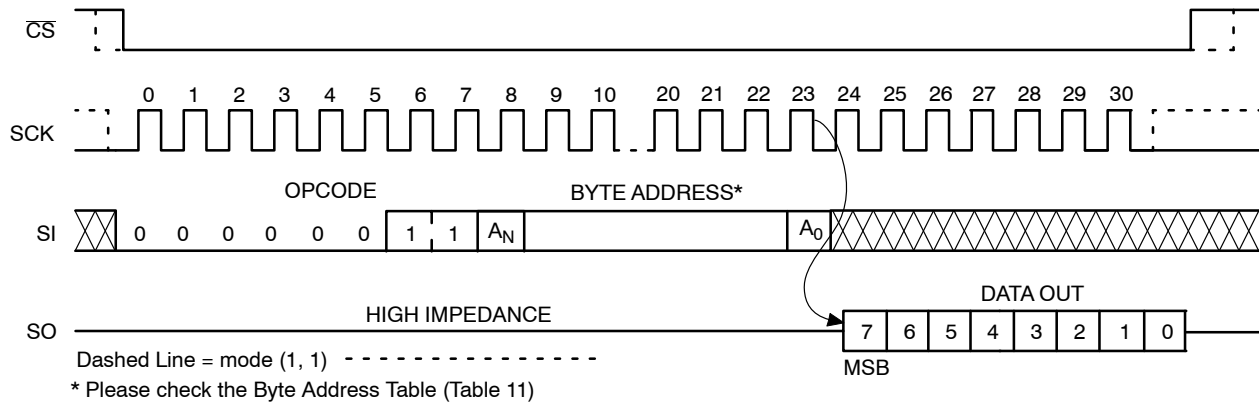 CS
0 1 2 3 4 5 6 7 8 9 10 20 21 22 23 24 25 26 27 28 29 30
SCK
OPCODE BYTE ADDRESS*
SI 0 0 0 0 0 0 1 1 AN A0
DATA OUT
HIGH IMPEDANCE
SO 7 6 5 4 3 2 1 0
Dashed Line = mode (1, 1) - - - - - - - - - - - - - -
MSB
* Please check the Byte Address Table (Table 11)